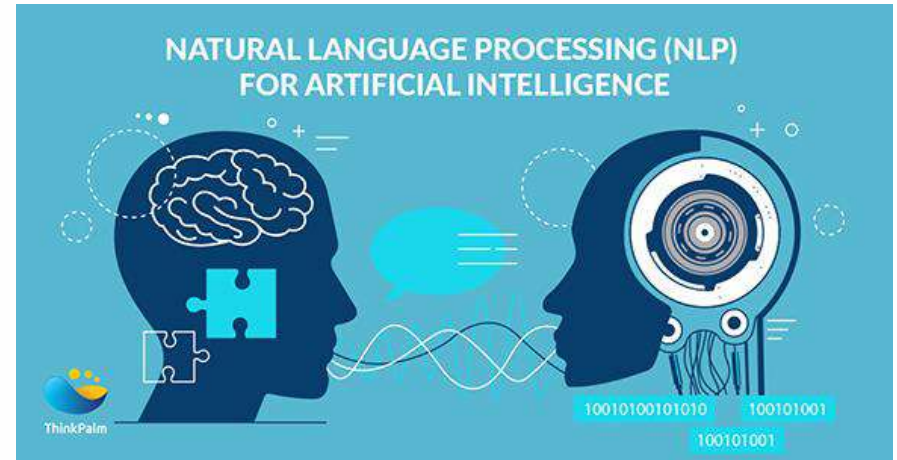 NATURAL LANGUAGE PROCESSING (NLP)
FOR ARTIFICIAL INTELLIGENCE
ThinkPalm
10010100101010
100101001
100101001